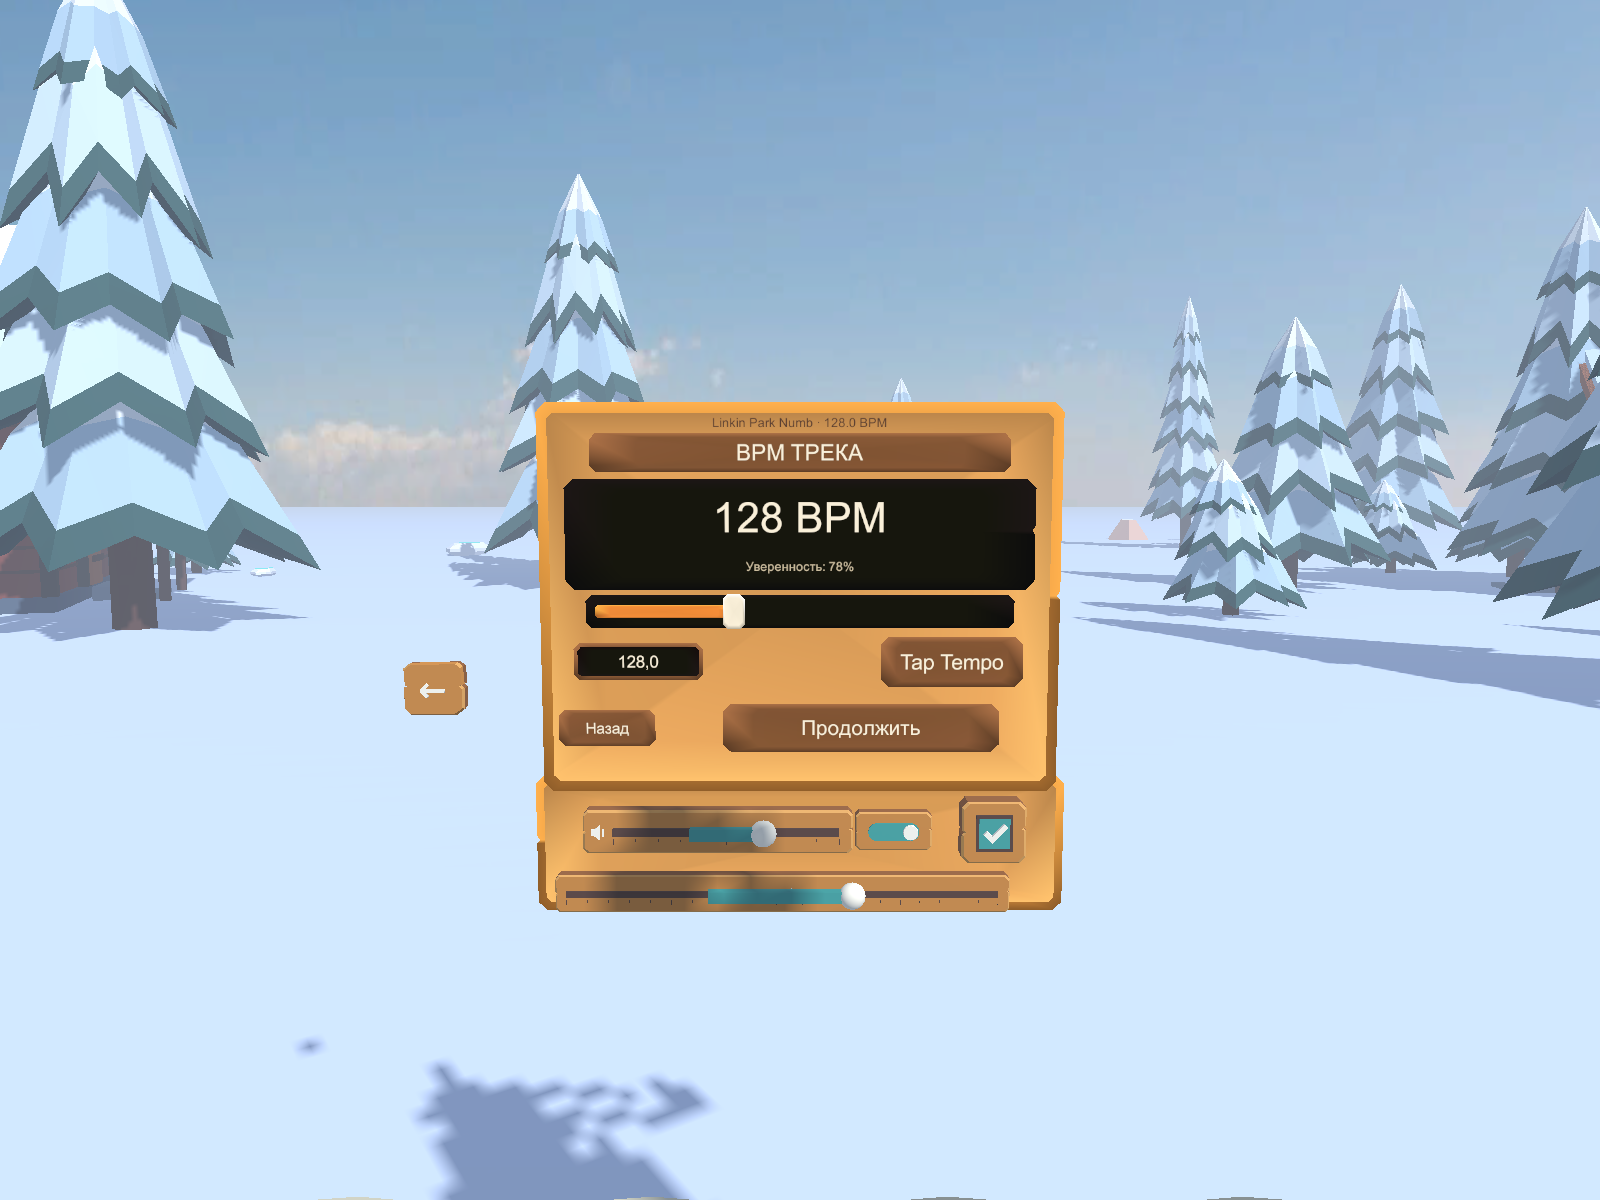 Linkin Park Numb · 128.0 BPM
BPM ТРЕКА
128 BPM
Уверенность: 78%
128,0
Tap Tempo
Назад
Продолжить